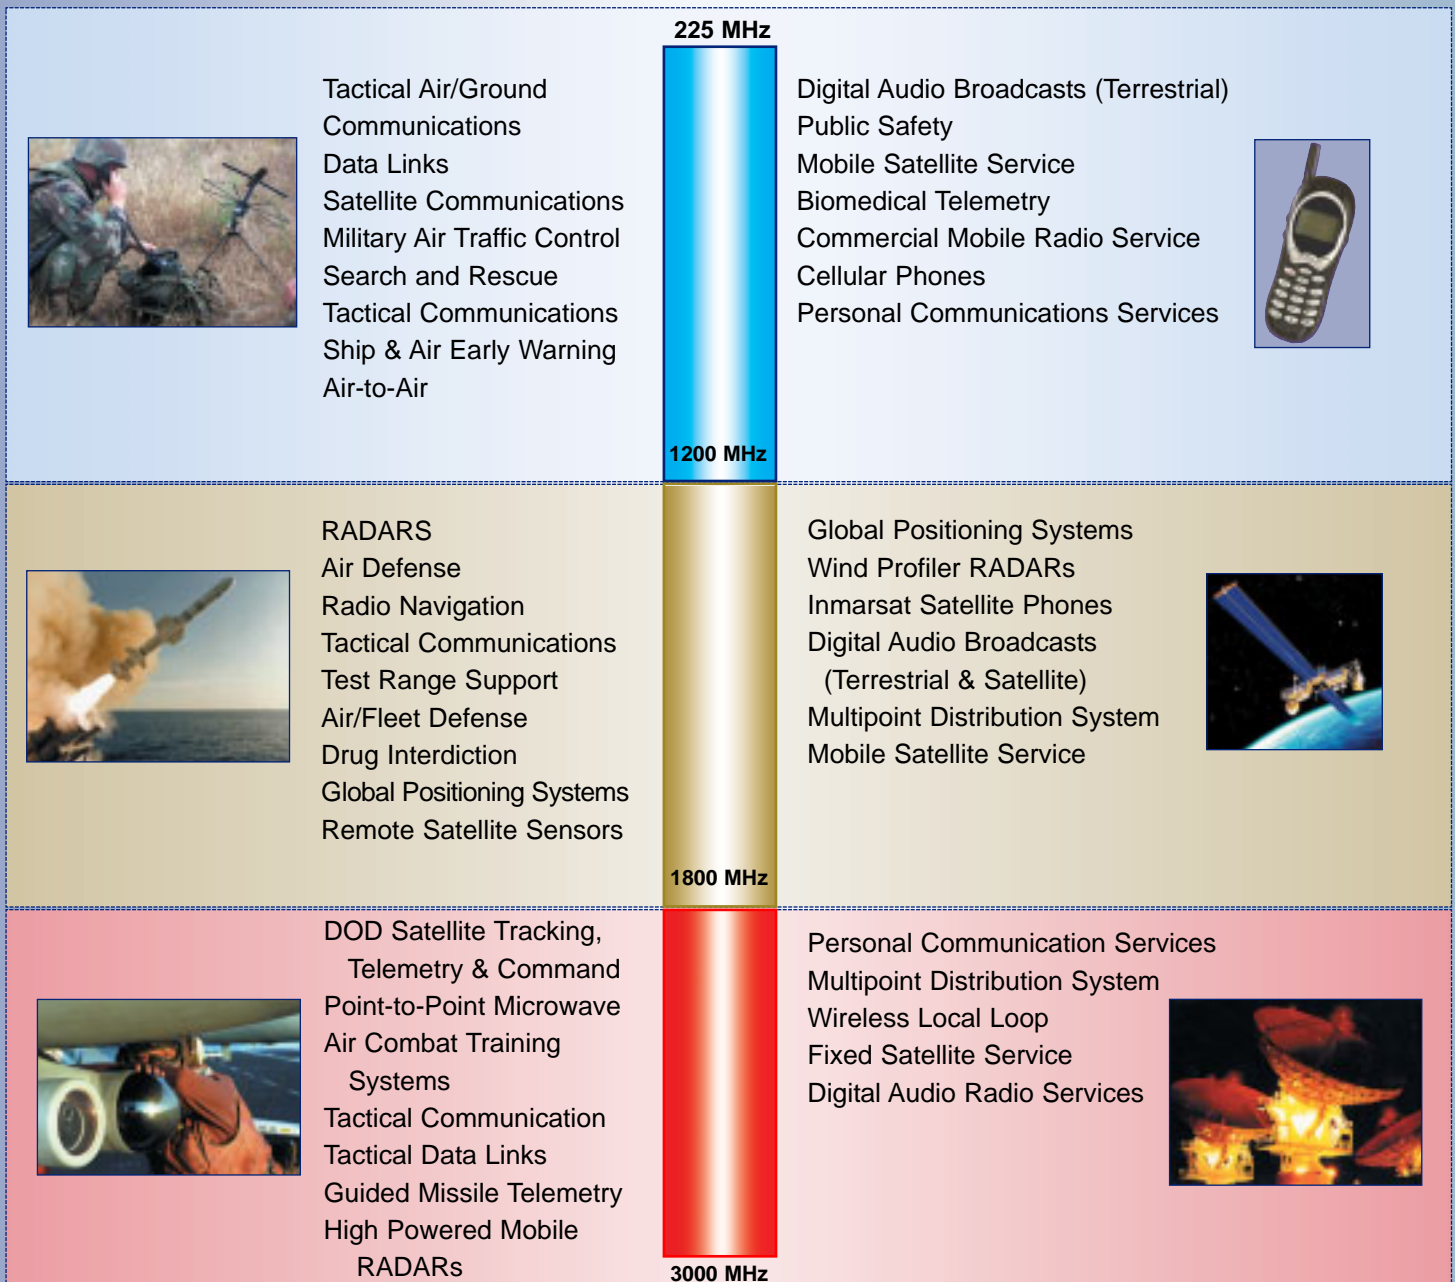 225 MHz
Tactical Air/Ground
Communications
Data Links
Satellite Communications
Military Air Traffic Control
Search and Rescue
Tactical Communications
Ship & Air Early Warning
Air-to-Air
Digital Audio Broadcasts (Terrestrial)
Public Safety
Mobile Satellite Service
Biomedical Telemetry
Commercial Mobile Radio Service
Cellular Phones
Personal Communications Services
1200 MHz
RADARS
Air Defense
Radio Navigation
Tactical Communications
Test Range Support
Air/Fleet Defense
Drug Interdiction
Global Positioning Systems
Remote Satellite Sensors
Global Positioning Systems
Wind Profiler RADARs
Inmarsat Satellite Phones
Digital Audio Broadcasts
(Terrestrial & Satellite)
Multipoint Distribution System
Mobile Satellite Service
1800 MHz
DOD Satellite Tracking,
Telemetry & Command
Point-to-Point Microwave
Air Combat Training
Systems
Tactical Communication
Tactical Data Links
Guided Missile Telemetry
High Powered Mobile
RADARs
Personal Communication Services
Multipoint Distribution System
Wireless Local Loop
Fixed Satellite Service
Digital Audio Radio Services
3000 MHz